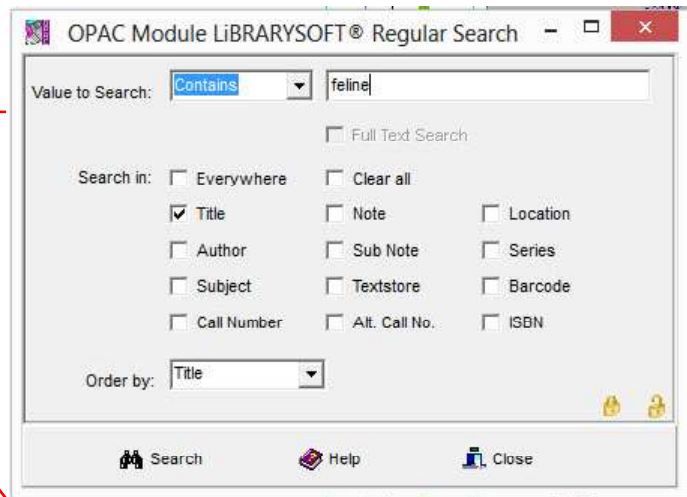 OPAC Module LiBRARYSOFT® Regular Search
Value to Search: Contains feline
Full Text Search
Search in: Everywhere Clear all
Title Note Location
Author Sub Note Series
Subject Textstore Barcode
Call Number Alt. Call No. ISBN
Order by: Title
Search Help Close